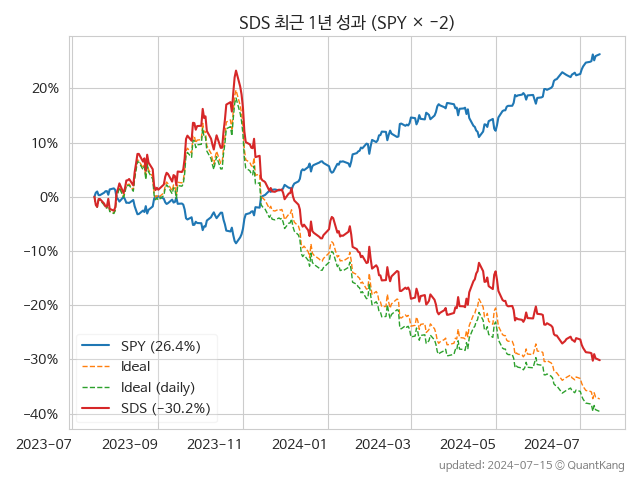 SDS 최근 1년 성과 (SPY × −2)
20%
10%
0%
−10%
−20%
−30%
−40%
SPY (26.4%)
Ideal
Ideal (daily)
SDS (−30.2%)
2023-07
2023-09
2023-11
2024-01
2024-03
2024-05
2024-07
updated: 2024-07-15 © QuantKang